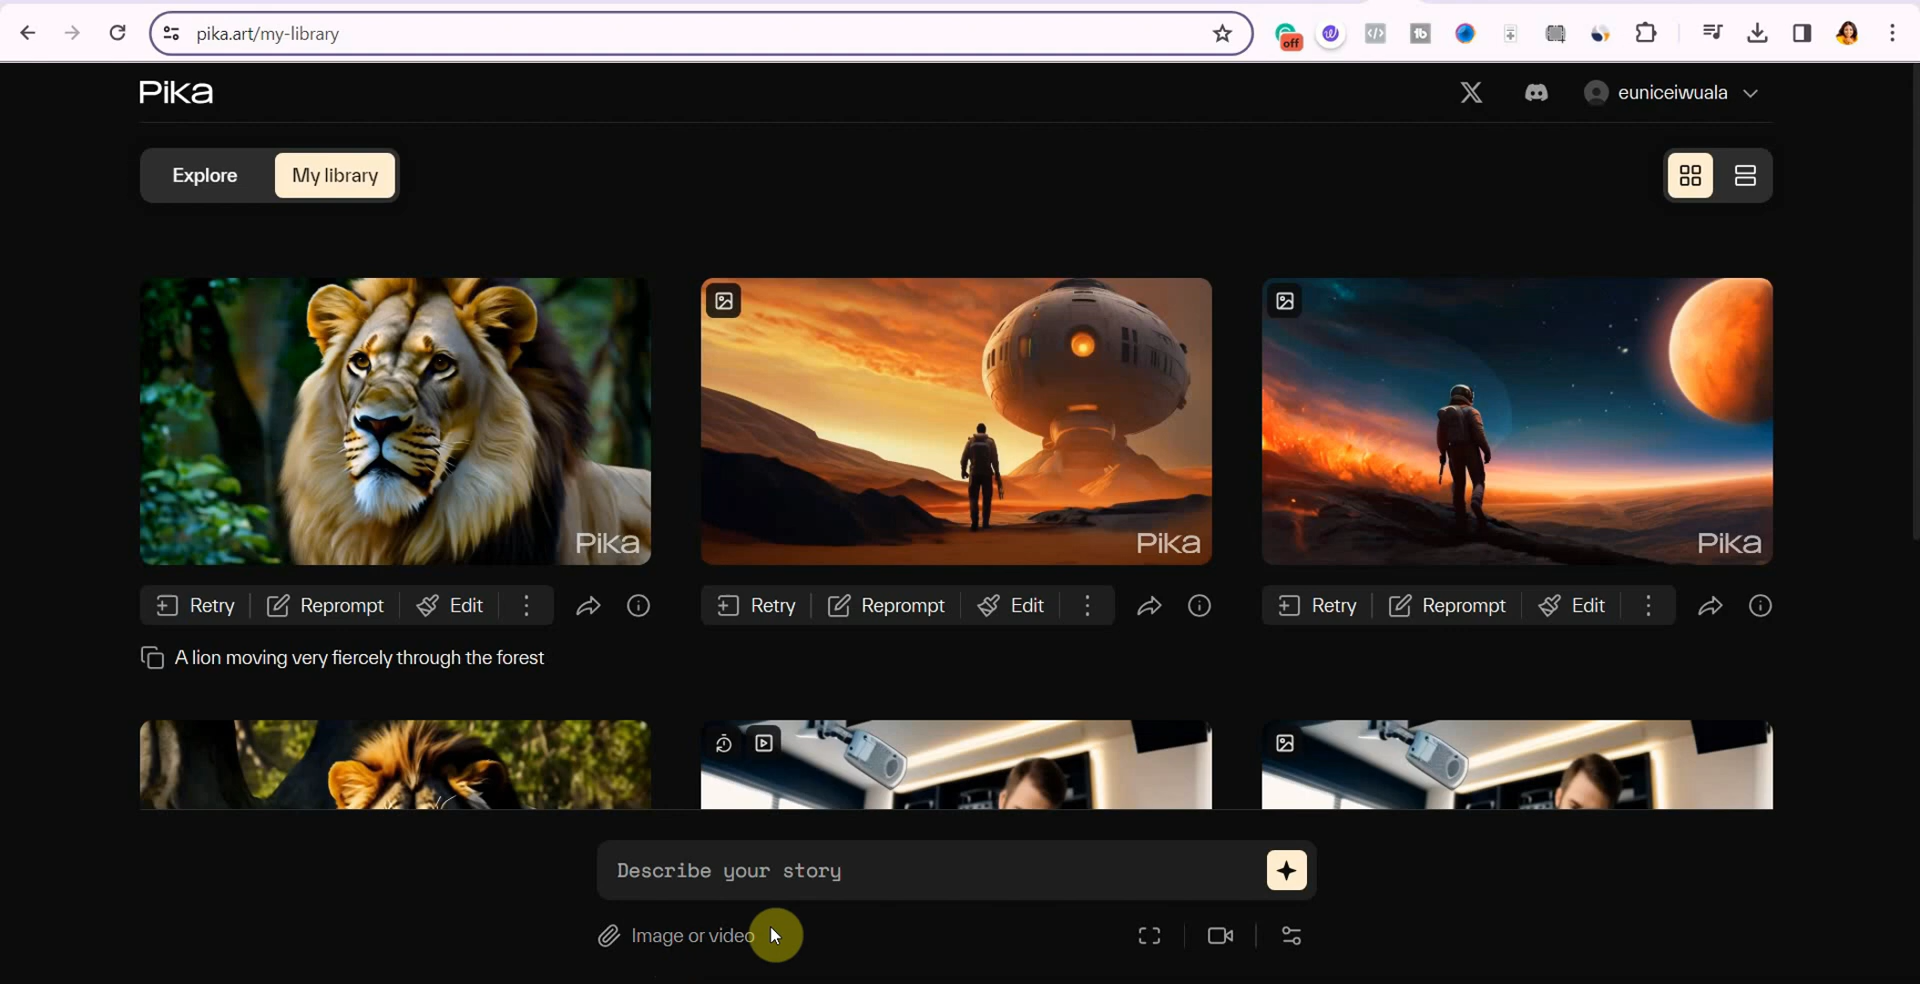 pika.art/my-library
off
Pika
euniceiwuala
Explore
My library
Pika
Pika
Pika
Retry
Reprompt
Edit
Retry
Reprompt
Edit
Retry
Reprompt
Edit
A lion moving very fiercely through the forest
Describe your story
Image or video